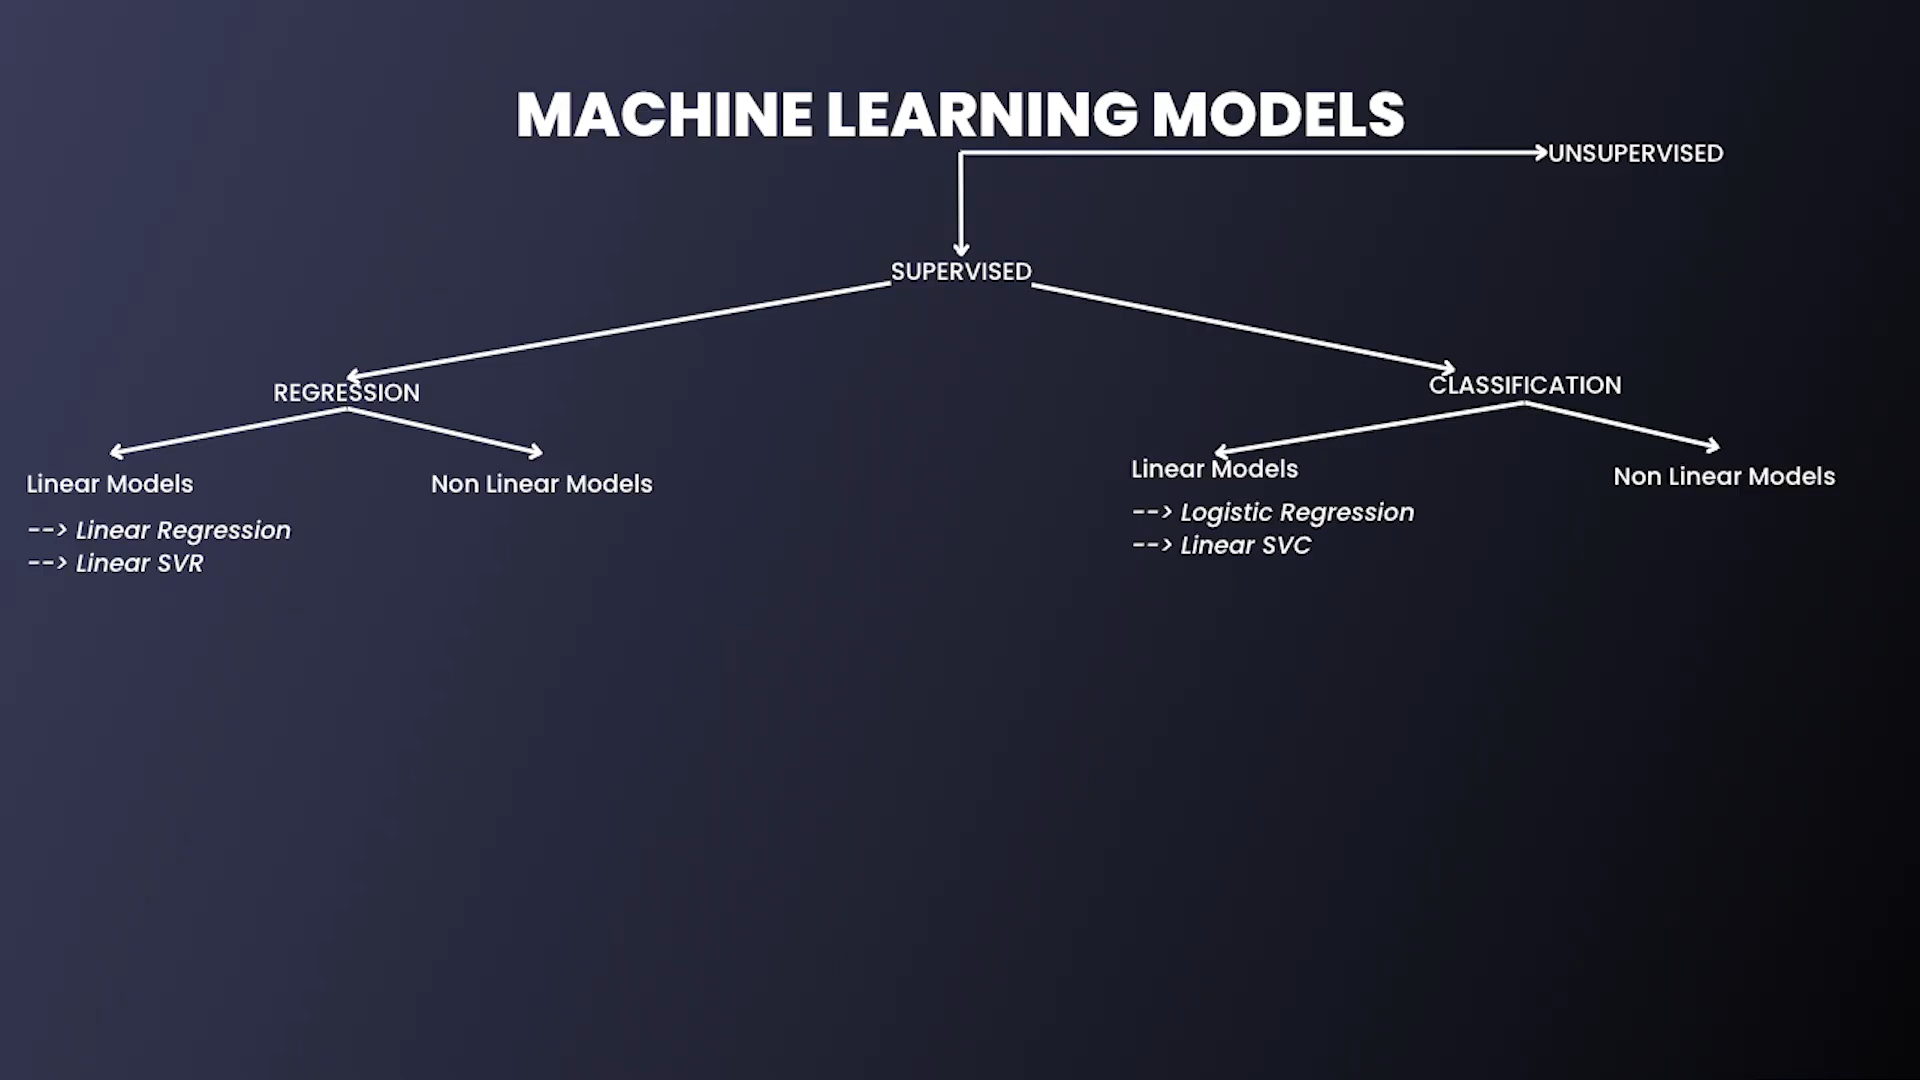 MACHINE LEARNING MODELS
UNSUPERVISED
SUPERVISED
REGRESSION
CLASSIFICATION
Linear Models
Non Linear Models
--> Linear Regression
--> Linear SVR
Linear Models
Non Linear Models
--> Logistic Regression
--> Linear SVC